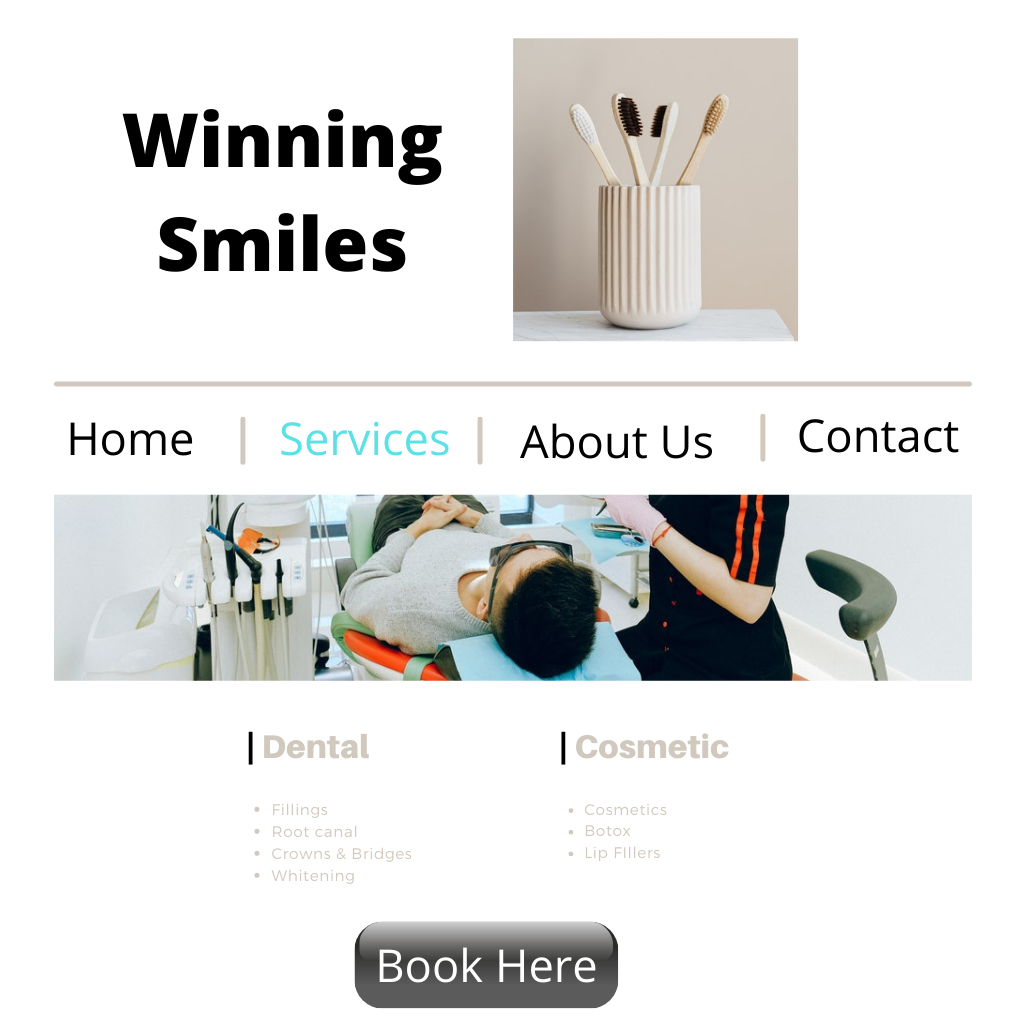 Winning
Smiles
Home | Services | About Us | Contact
| Dental
• Fillings
• Root canal
• Crowns & Bridges
• Whitening
| Cosmetic
• Cosmetics
• Botox
• Lip FIllers
Book Here